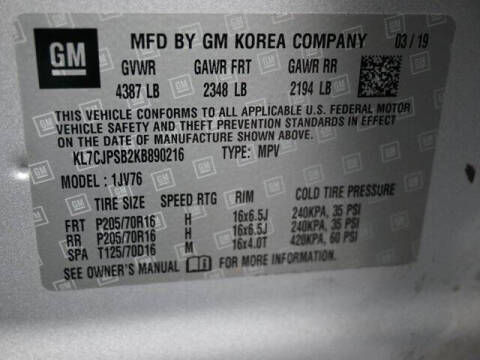 GM MFD BY GM KOREA COMPANY 03/19
GVWR GAWR FRT GAWR RR
4387 LB 2348 LB 2194 LB
THIS VEHICLE CONFORMS TO ALL APPLICABLE U.S. FEDERAL MOTOR
VEHICLE SAFETY AND THEFT PREVENTION STANDARDS IN EFFECT
ON THE DATE OF MANUFACTURE SHOWN ABOVE.
KL7CJPSB2KB890216 TYPE: MPV
MODEL : 1JV76
TIRE SIZE SPEED RTG RIM COLD TIRE PRESSURE
FRT P205/70R16 H 16x6.5J 240KPA, 35 PSI
RR P205/70R16 H 16x6.5J 240KPA, 35 PSI
SPA T125/70D16 M 16x4.0T 420KPA, 60 PSI
SEE OWNER'S MANUAL FOR MORE INFORMATION